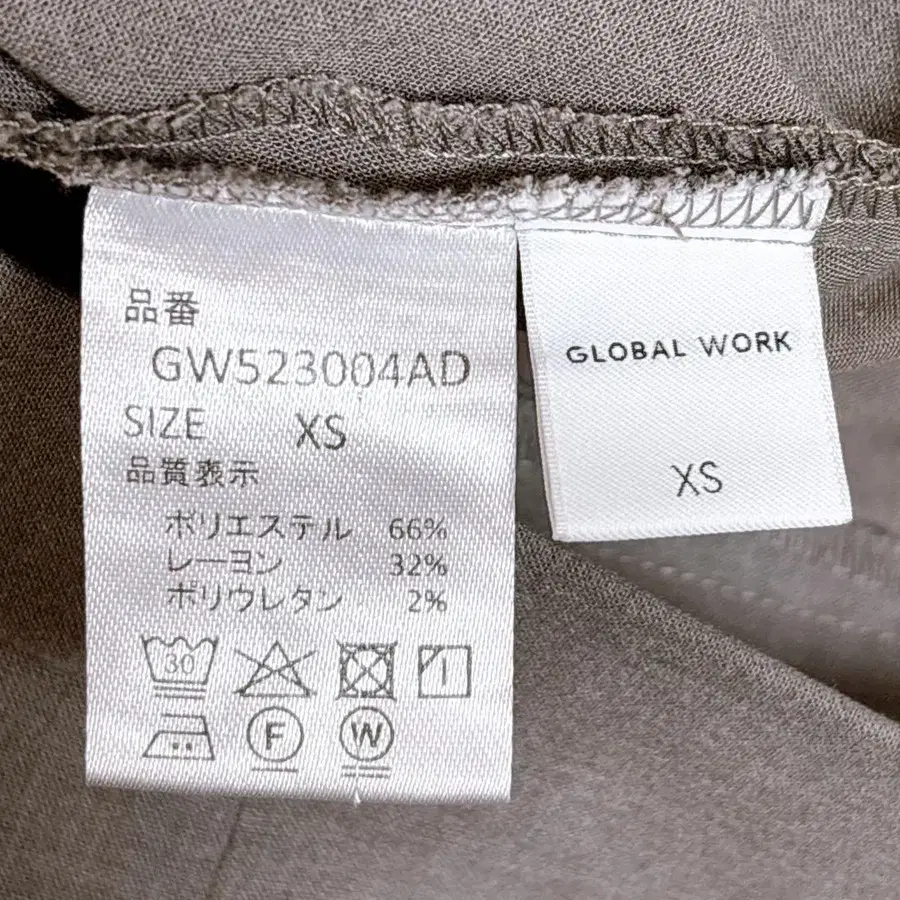 品番
GW523004AD
SIZE XS
品質表示
ポリエステル 66%
レーヨン 32%
ポリウレタン 2%
30
F
W
GLOBAL WORK
XS